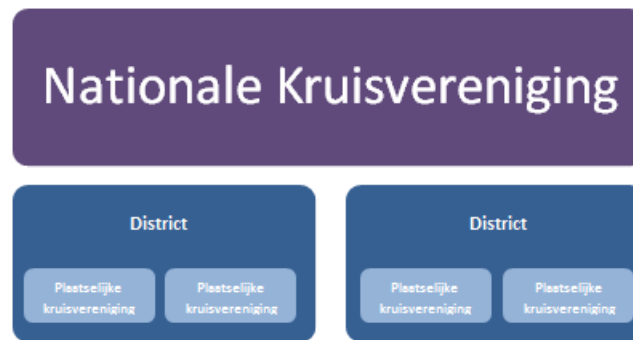 Nationale Kruisvereniging
District
District
Plaatselijke
kruisvereniging
Plaatselijke
kruisvereniging
Plaatselijke
kruisvereniging
Plaatselijke
kruisvereniging